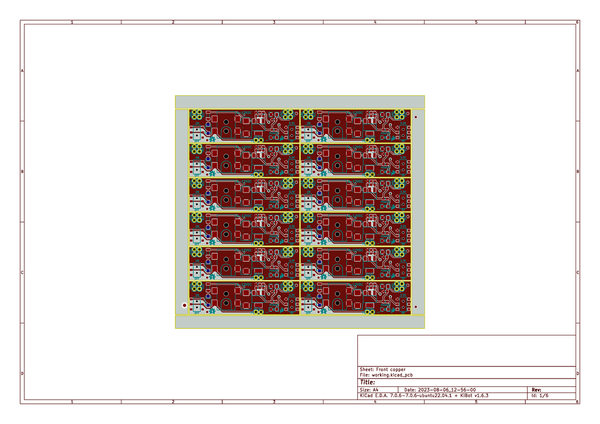 1 2 3 4 5 6
A A
B B
C C
D D
Sheet: Front copper
File: working.kicad_pcb
Title:
Size: A4 Date: 2023-08-06_12-56-00 Rev:
KiCad E.D.A. 7.0.6-7.0.6-ubuntu22.04.1 + KiBot v1.6.3 Id: 1/6
1 2 3 4 5 6